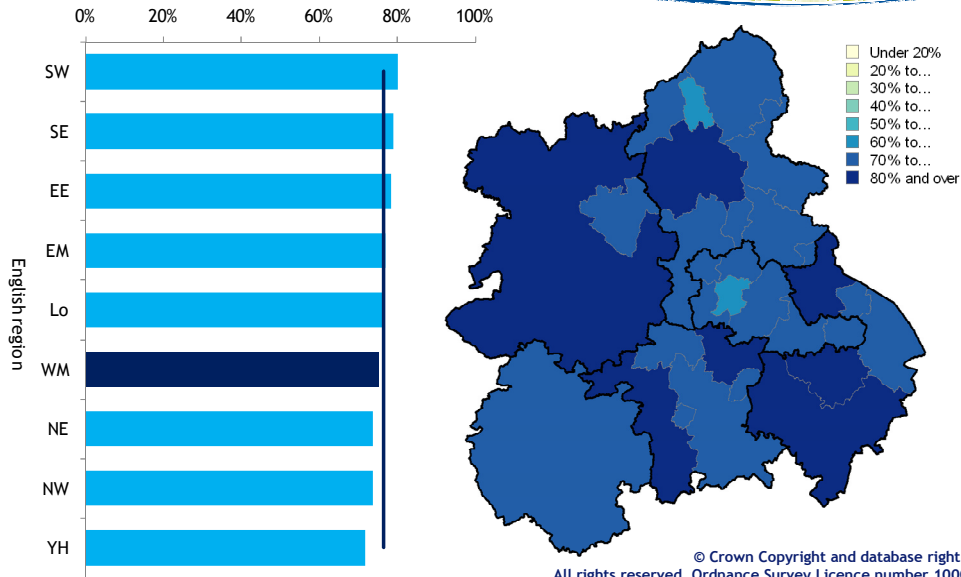 0% 20% 40% 60% 80% 100%
SW
SE
EE
EM
Lo
WM
NE
NW
YH
English region
Under 20%
20% to...
30% to...
40% to...
50% to...
60% to...
70% to...
80% and over
© Crown Copyright and database right
All rights reserved. Ordnance Survey Licence number 1000